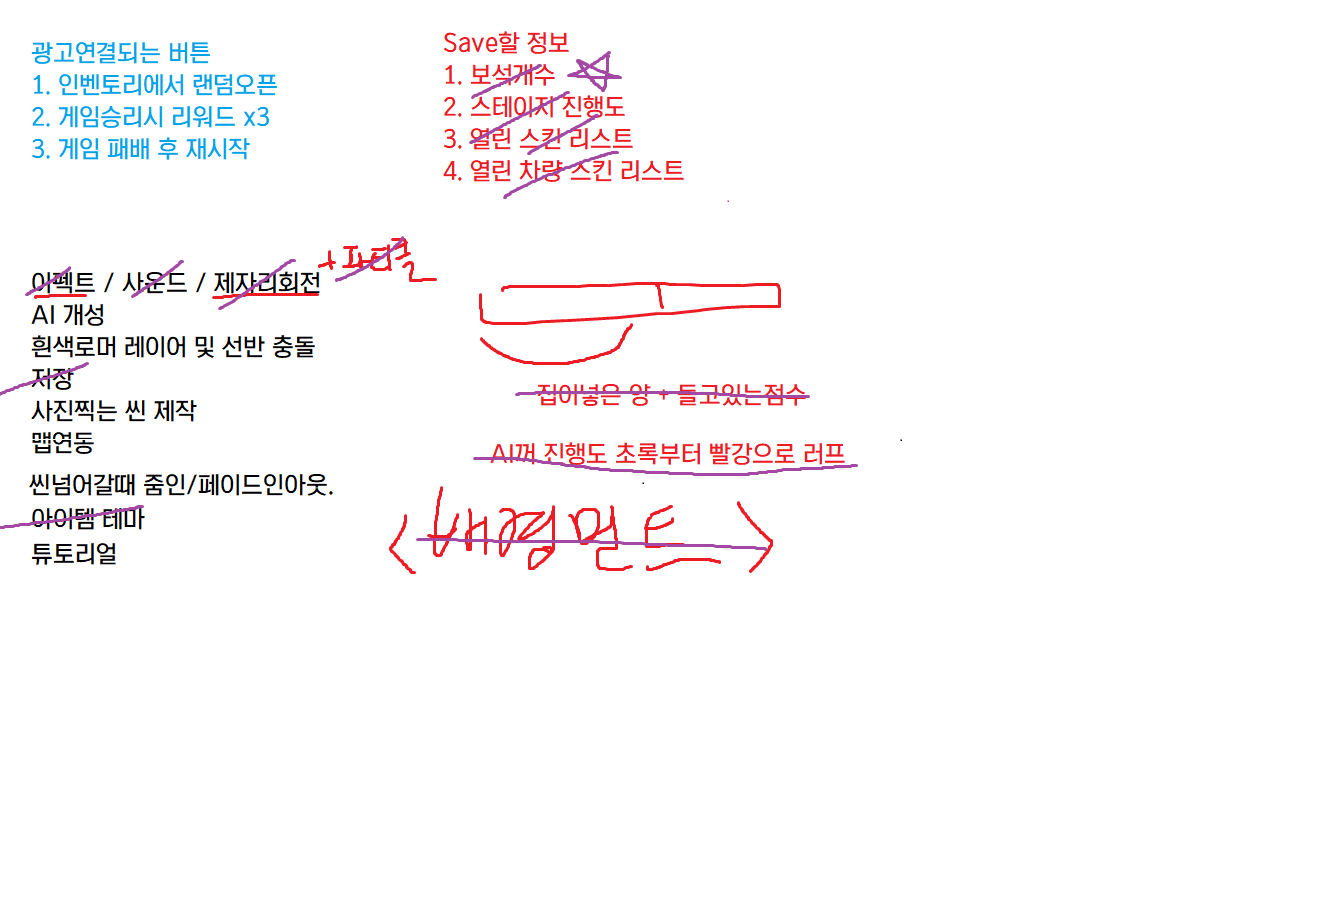 광고연결되는 버튼
1. 인벤토리에서 랜덤오픈
2. 게임승리시 리워드 x3
3. 게임 패배 후 재시작
Save할 정보
1. 보석개수
2. 스테이지 진행도
3. 열린 스킨 리스트
4. 열린 차량 스킨 리스트
+파티클
이펙트 / 사운드 / 제자리회전
AI 개성
흰색로머 레이어 및 선반 충돌
저장
사진찍는 씬 제작
맵연동
씬넘어갈때 줌인/페이드인아웃.
아이템 테마
튜토리얼
집어넣은 양 + 들고있는점수
AI꺼 진행도 초록부터 빨강으로 러프